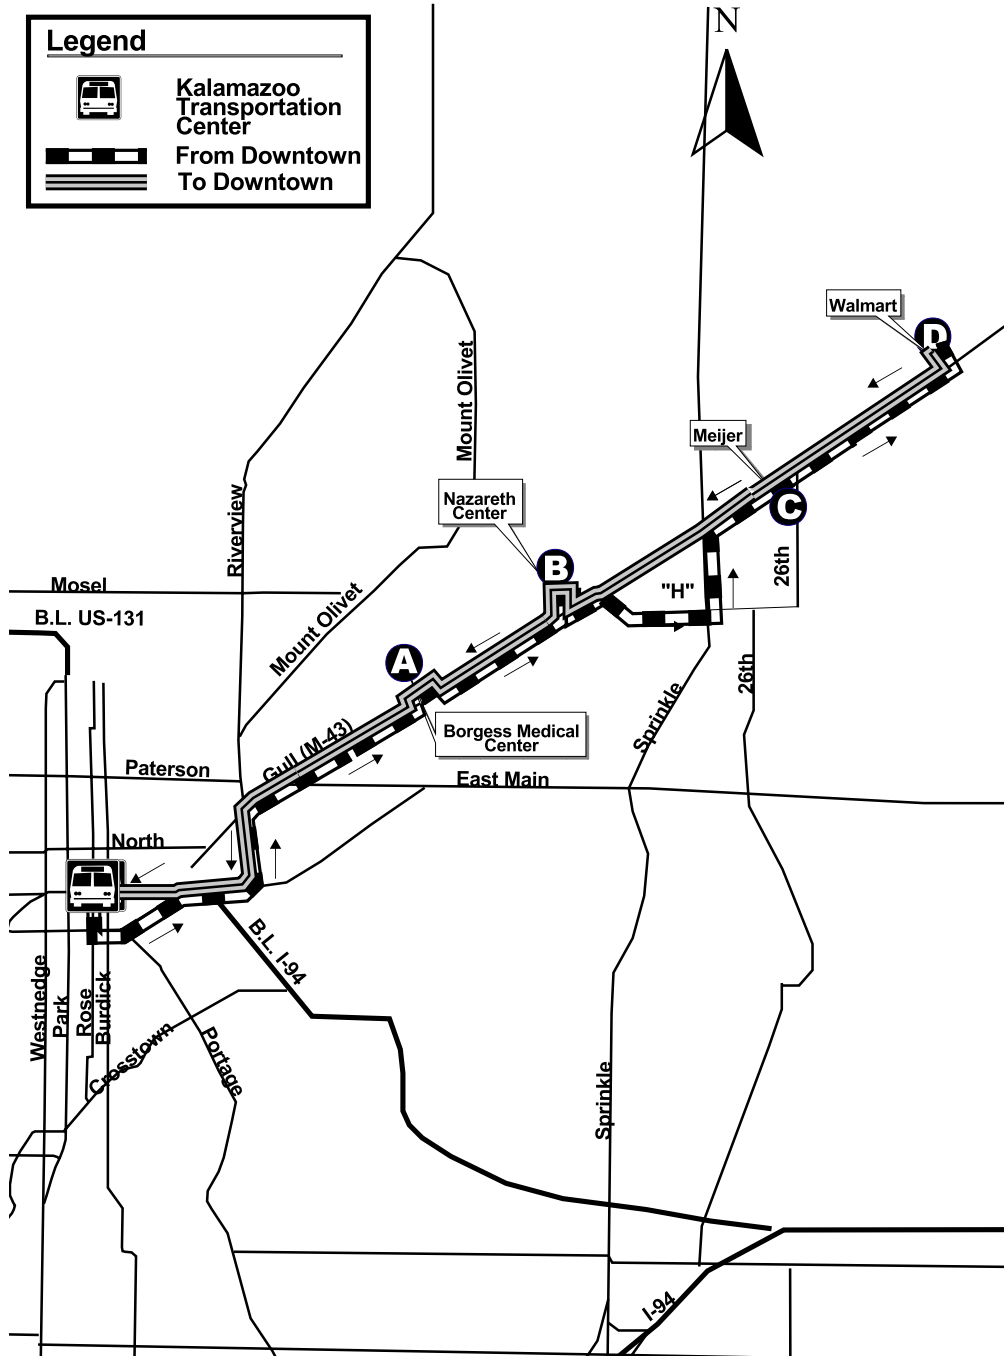 Legend
Kalamazoo
Transportation
Center
From Downtown
To Downtown
N
Walmart
D
Mount Olivet
Meijer
Nazareth
Center
C
Riverview
B
26th
Mosel
"H"
B.L. US-131
Mount Olivet
A
26th
Sprinkle
Borgess Medical
Center
Gull (M-43)
Paterson
East Main
North
B.L. I-94
Westnedge
Park
Rose
Burdick
Crosstown
Portage
Sprinkle
I-94